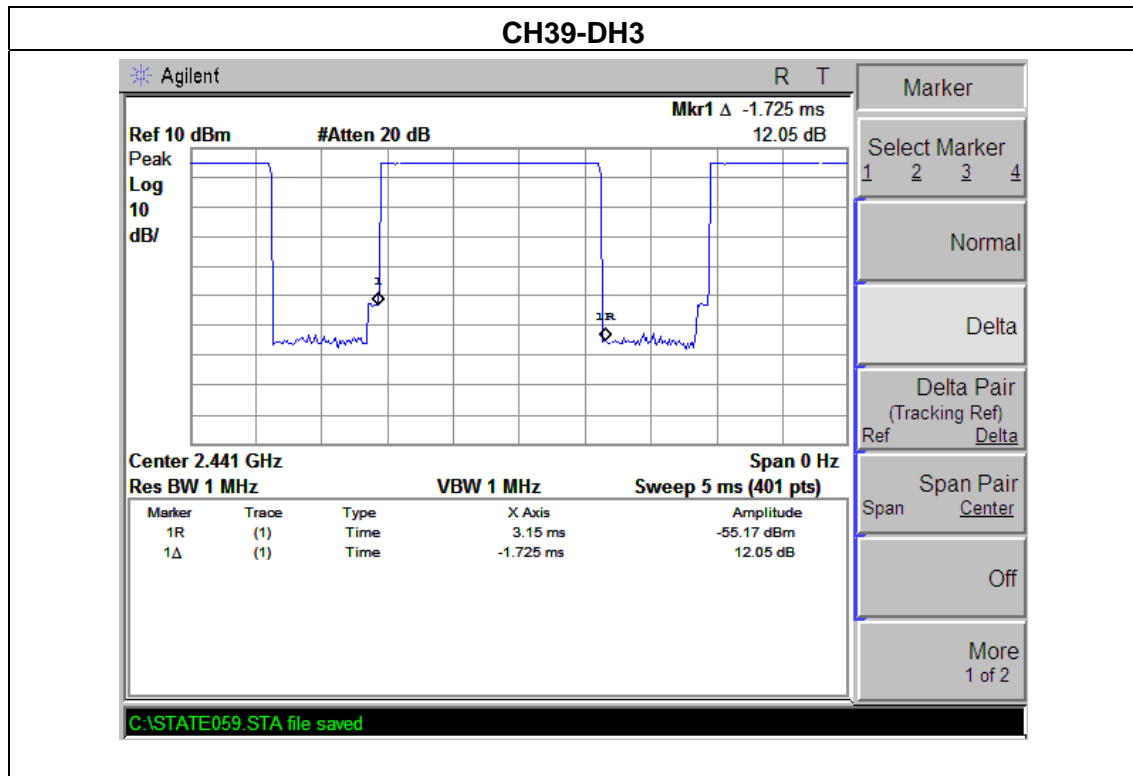 CH39-DH3
Agilent R T
Mkr1 Δ -1.725 ms
Ref 10 dBm #Atten 20 dB 12.05 dB
Peak
Log
10
dB/
1
1R
Center 2.441 GHz Span 0 Hz
Res BW 1 MHz VBW 1 MHz Sweep 5 ms (401 pts)
Marker Trace Type X Axis Amplitude
1R (1) Time 3.15 ms -55.17 dBm
1Δ (1) Time -1.725 ms 12.05 dB
C:\STATE059.STA file saved
Marker
Select Marker
1 2 3 4
Normal
Delta
Delta Pair
(Tracking Ref)
Ref Delta
Span Pair
Span Center
Off
More
1 of 2